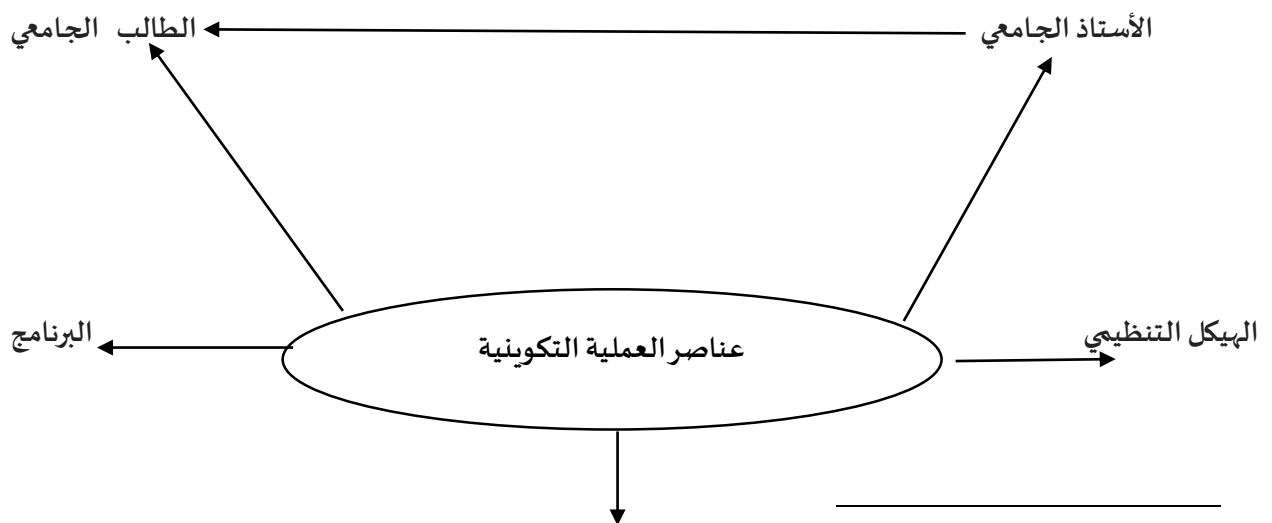 الأستاذ الجامعي
الطالب الجامعي
عناصر العملية التكوينية
الهيكل التنظيمي
البرنامج